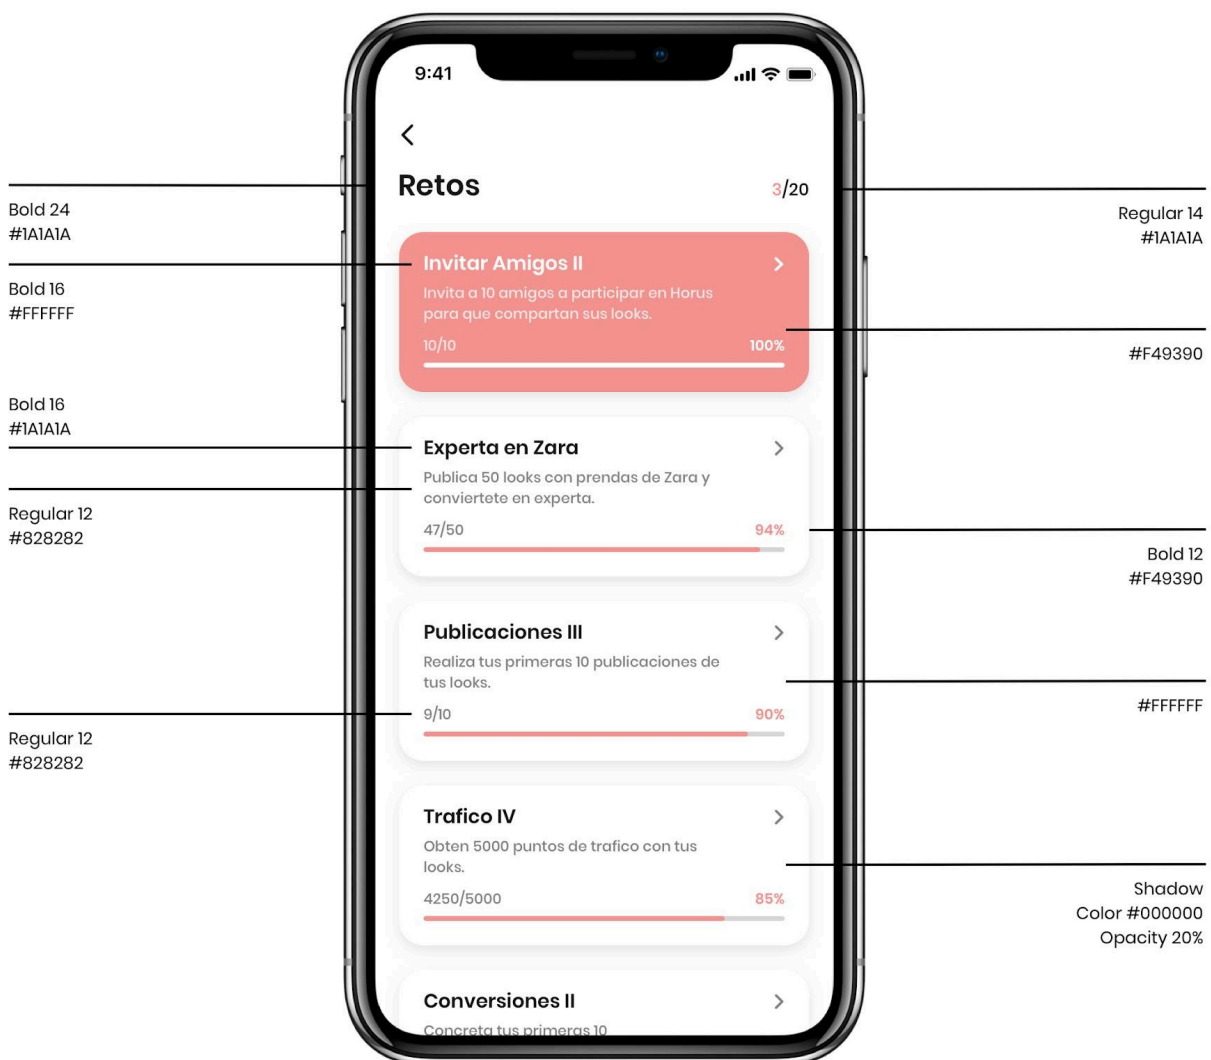 9:41
Retos
3/20
Invitar Amigos II
Invita a 10 amigos a participar en Horus
para que compartan sus looks.
10/10
100%
Experta en Zara
Publica 50 looks con prendas de Zara y
conviertete en experta.
47/50
94%
Publicaciones III
Realiza tus primeras 10 publicaciones de
tus looks.
9/10
90%
Trafico IV
Obten 5000 puntos de trafico con tus
looks.
4250/5000
85%
Conversiones II
Concreta tus primeras 10
Bold 24
#1A1A1A
Bold 16
#FFFFFF
Bold 16
#1A1A1A
Regular 12
#828282
Regular 12
#828282
Regular 14
#1A1A1A
#F49390
Bold 12
#F49390
#FFFFFF
Shadow
Color #000000
Opacity 20%